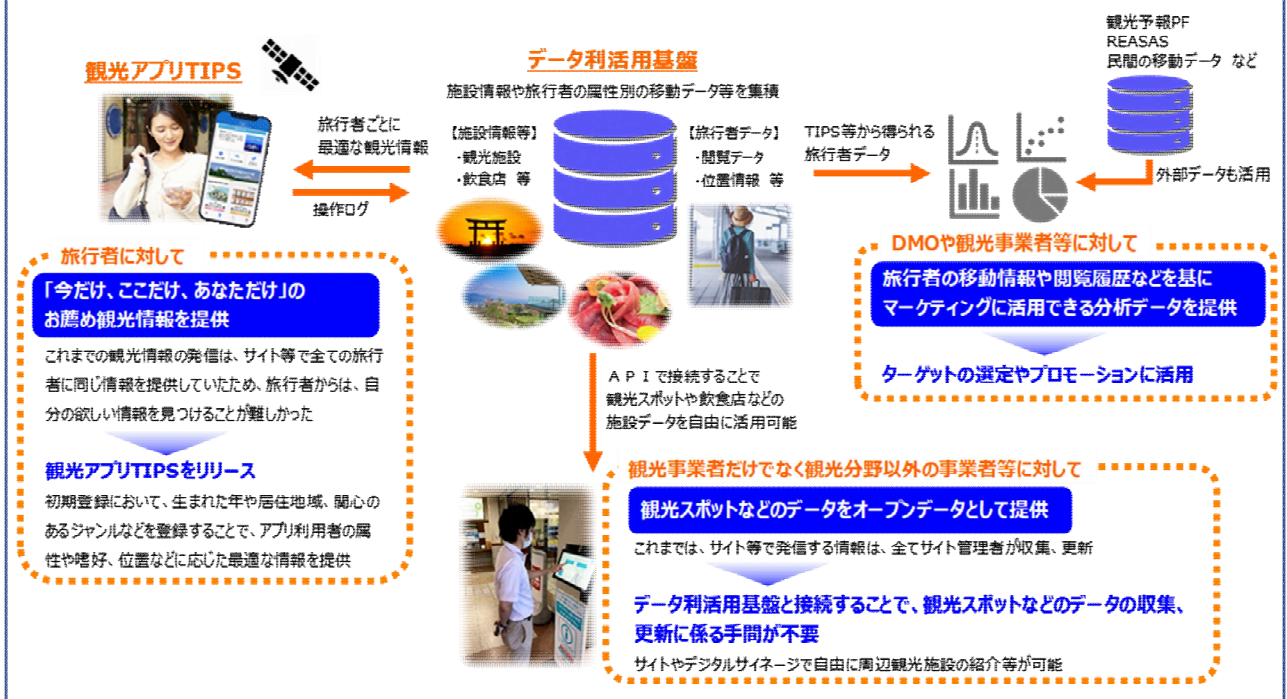 観光アプリTIPS
旅行者ごとに
最適な観光情報
操作ログ
データ利活用基盤
施設情報や旅行者の属性別の移動データ等を集積
【施設情報等】
・観光施設
・飲食店 等
【旅行者データ】
・閲覧データ
・位置情報 等
TIPS等から得られる
旅行者データ
観光予報PF
REASAS
民間の移動データ など
外部データも活用
旅行者に対して
「今だけ、ここだけ、あなただけ」の
お薦め観光情報を提供
これまでの観光情報の発信は、サイト等で全ての旅行
者に同じ情報を提供していたため、旅行者からは、自
分の欲しい情報を見つけることが難しかった
観光アプリTIPSをリリース
初期登録において、生まれた年や居住地域、関心の
あるジャンルなどを登録することで、アプリ利用者の属
性や嗜好、位置などに応じた最適な情報を提供
APIで接続することで
観光スポットや飲食店などの
施設データを自由に活用可能
DMOや観光事業者等に対して
旅行者の移動情報や閲覧履歴などを基に
マーケティングに活用できる分析データを提供
ターゲットの選定やプロモーションに活用
観光事業者だけでなく観光分野以外の事業者等に対して
観光スポットなどのデータをオープンデータとして提供
これまでは、サイト等で発信する情報は、全てサイト管理者が収集、更新
データ利活用基盤と接続することで、観光スポットなどのデータの収集、
更新に係る手間が不要
サイトやデジタルサイネージで自由に周辺観光施設の紹介等が可能